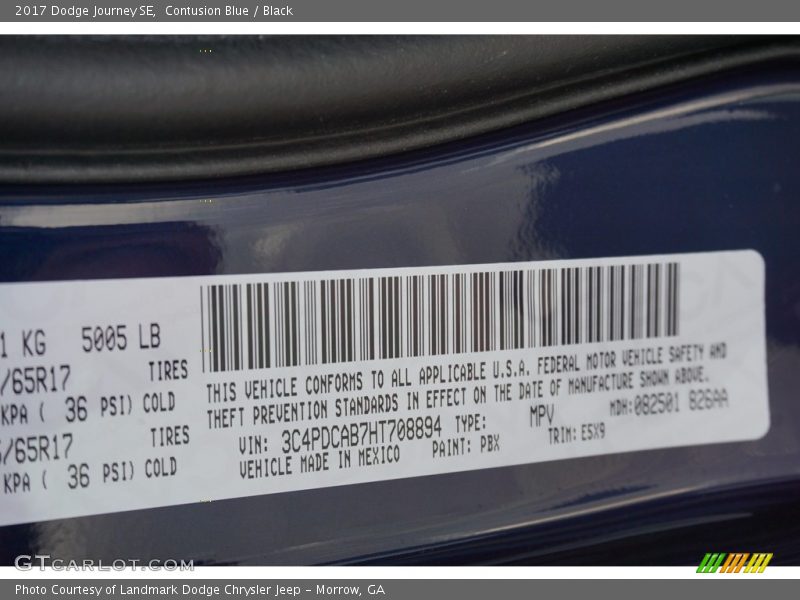 2017 Dodge Journey SE, Contusion Blue / Black
1 KG 5005 LB
/65R17 TIRES
KPA ( 36 PSI) COLD
/65R17 TIRES
KPA ( 36 PSI) COLD
THIS VEHICLE CONFORMS TO ALL APPLICABLE U.S.A. FEDERAL MOTOR VEHICLE SAFETY AND
THEFT PREVENTION STANDARDS IN EFFECT ON THE DATE OF MANUFACTURE SHOWN ABOVE.
VIN: 3C4PDCAB7HT708894 TYPE: MPV MDH:082501 826AA
VEHICLE MADE IN MEXICO PAINT: PBX TRIM: E5X9
GTCARLOT.COM
Photo Courtesy of Landmark Dodge Chrysler Jeep - Morrow, GA